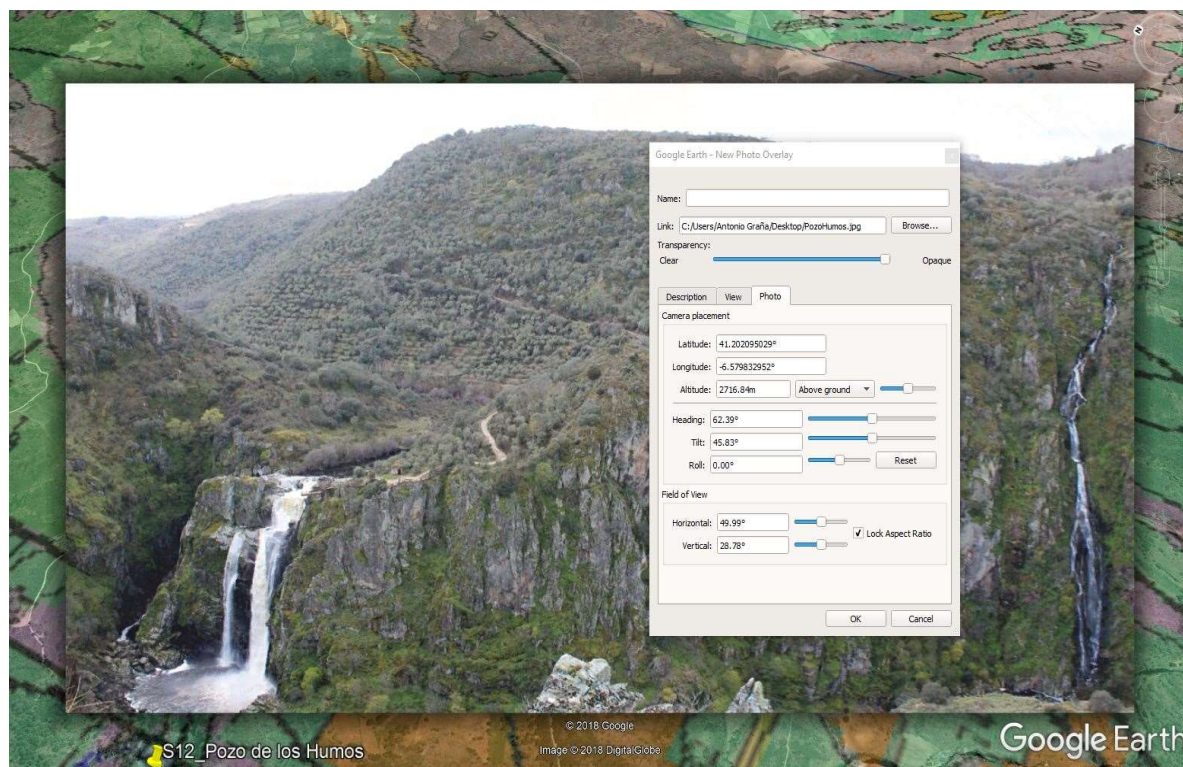 Google Earth - New Photo Overlay
Name:
Link: C:/Users/Antonio Graña/Desktop/PozoHumos.jpg Browse...
Transparency:
Clear Opaque
Description View Photo
Camera placement
Latitude: 41.202095029°
Longitude: -6.579832952°
Altitude: 2716.84m Above ground
Heading: 62.39°
Tilt: 45.83°
Roll: 0.00° Reset
Field of View
Horizontal: 49.99°
Lock Aspect Ratio
Vertical: 28.78°
OK Cancel
© 2018 Google
Image © 2018 DigitalGlobe
S12_Pozo de los Humos
Google Earth
N